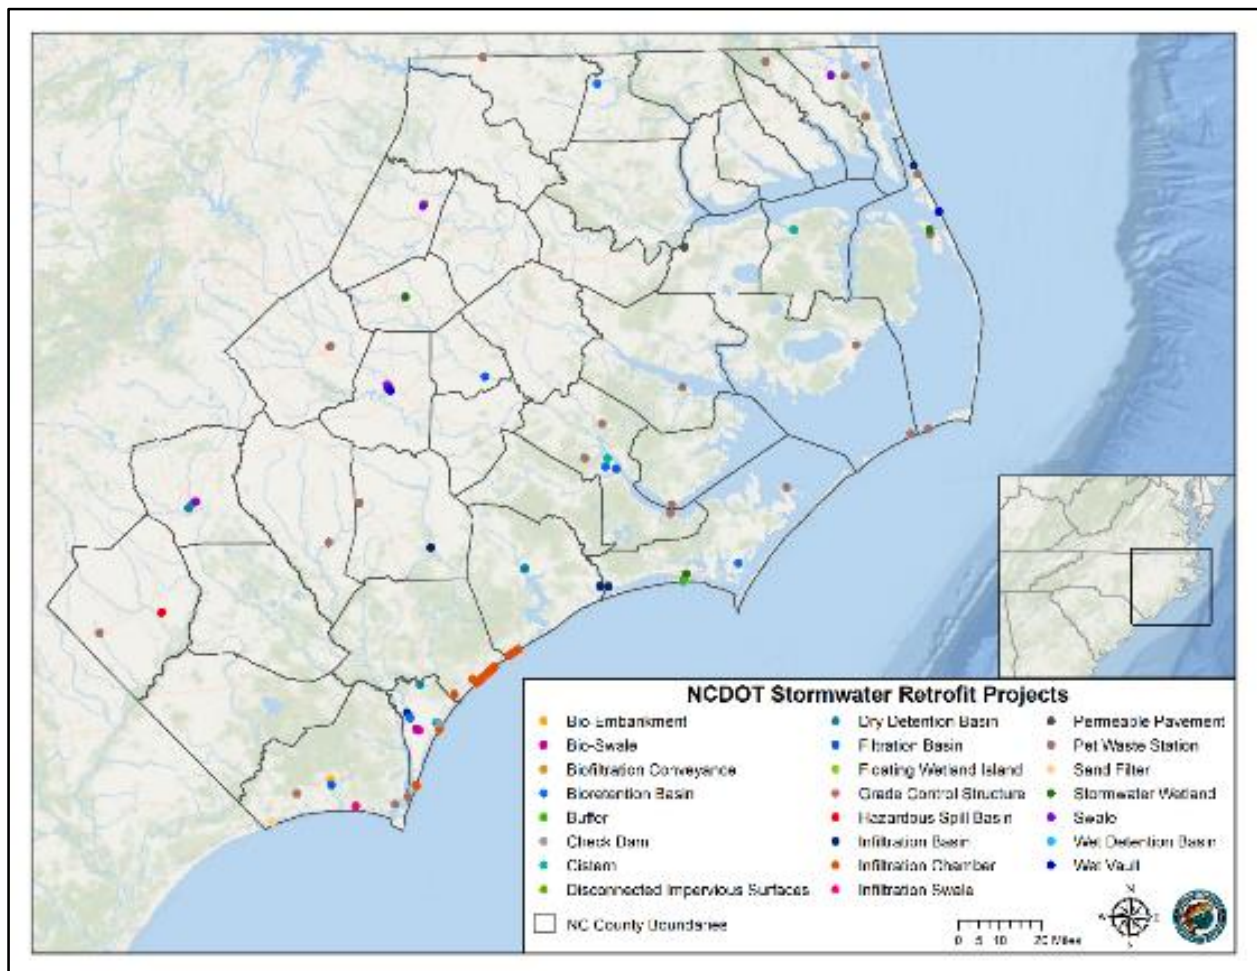 NCDOT Stormwater Retrofit Projects
Bio-Embankment
Bio-Swale
Biofiltration Conveyance
Bioretention Basin
Buffer
Check Dam
Cistern
Disconnected Impervious Surfaces
NC County Boundaries
Dry Detention Basin
Filtration Basin
Floating Wetland Island
Grade Control Structure
Hazardous Spill Basin
Infiltration Basin
Infiltration Chamber
Infiltration Swale
Permeable Pavement
Pet Waste Station
Sand Filter
Stormwater Wetland
Swale
Wet Detention Basin
Wet Vault
0 5 10 20 Miles
N
E
S